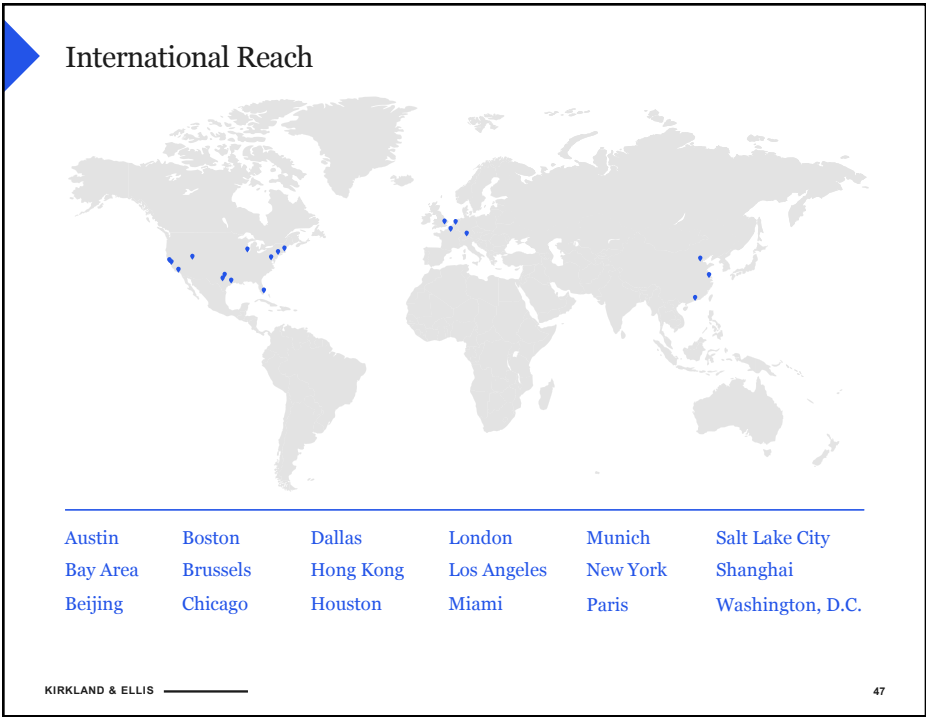 International Reach
Austin Boston Dallas London Munich Salt Lake City
Bay Area Brussels Hong Kong Los Angeles New York Shanghai
Beijing Chicago Houston Miami Paris Washington, D.C.
KIRKLAND & ELLIS 47